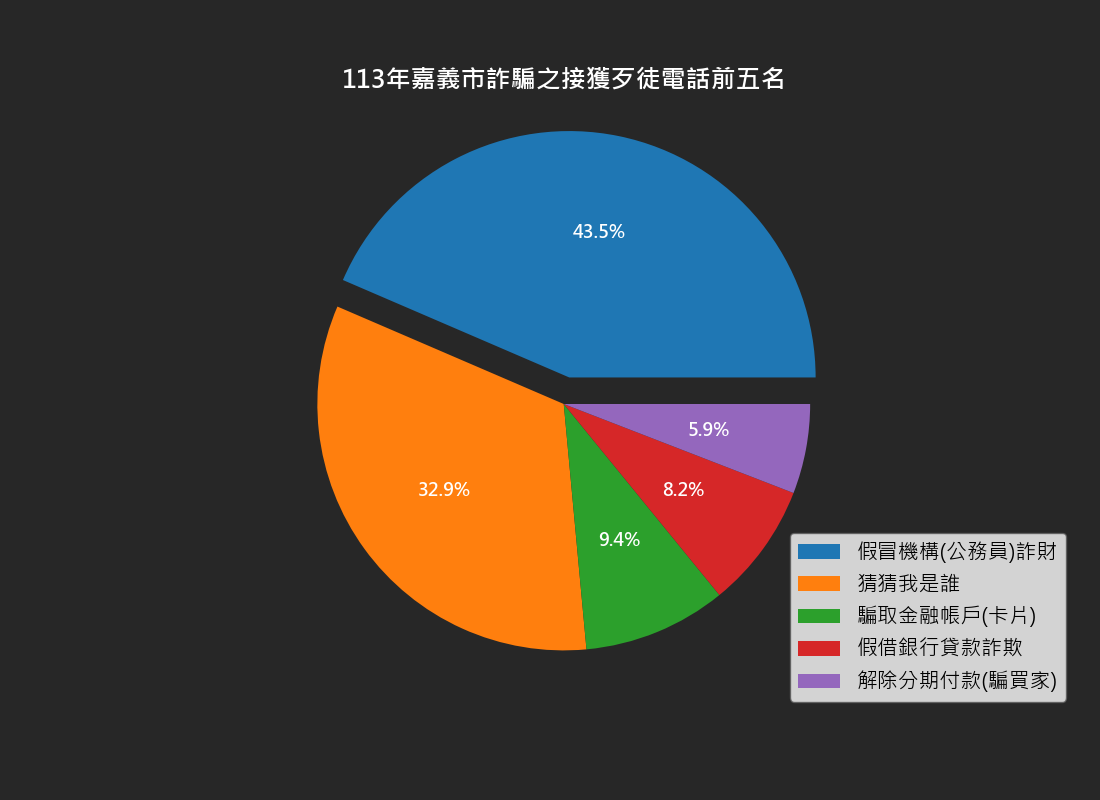 113年嘉義市詐騙之接獲歹徒電話前五名
43.5%
5.9%
32.9%
8.2%
9.4%
假冒機構(公務員)詐財
猜猜我是誰
騙取金融帳戶(卡片)
假借銀行貸款詐欺
解除分期付款(騙買家)